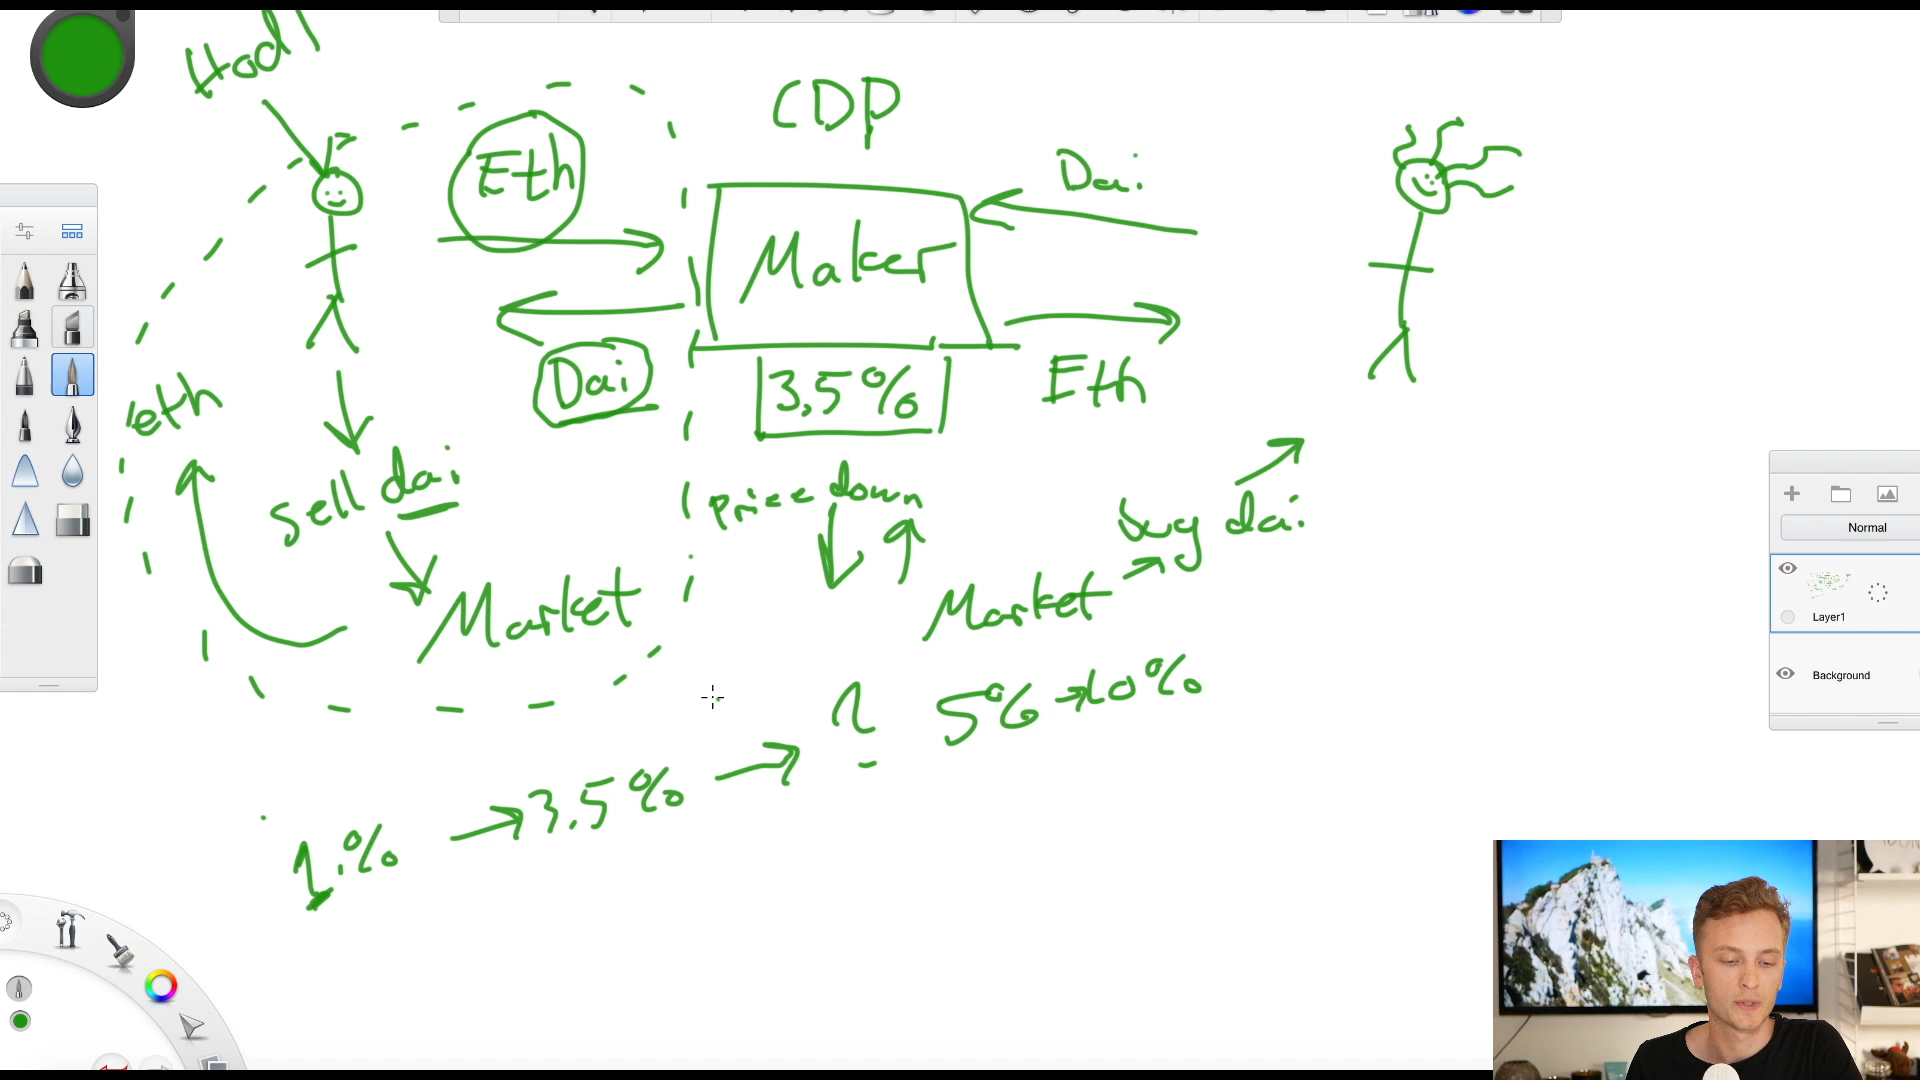 Hodl
CDP
Eth
Dai
Maker
Dai
3,5%
Eth
eth
sell dai
price down
buy dai
Market
Market
5% → 10%
1.%
→ 3.5% → ?
Normal
Layer1
Background